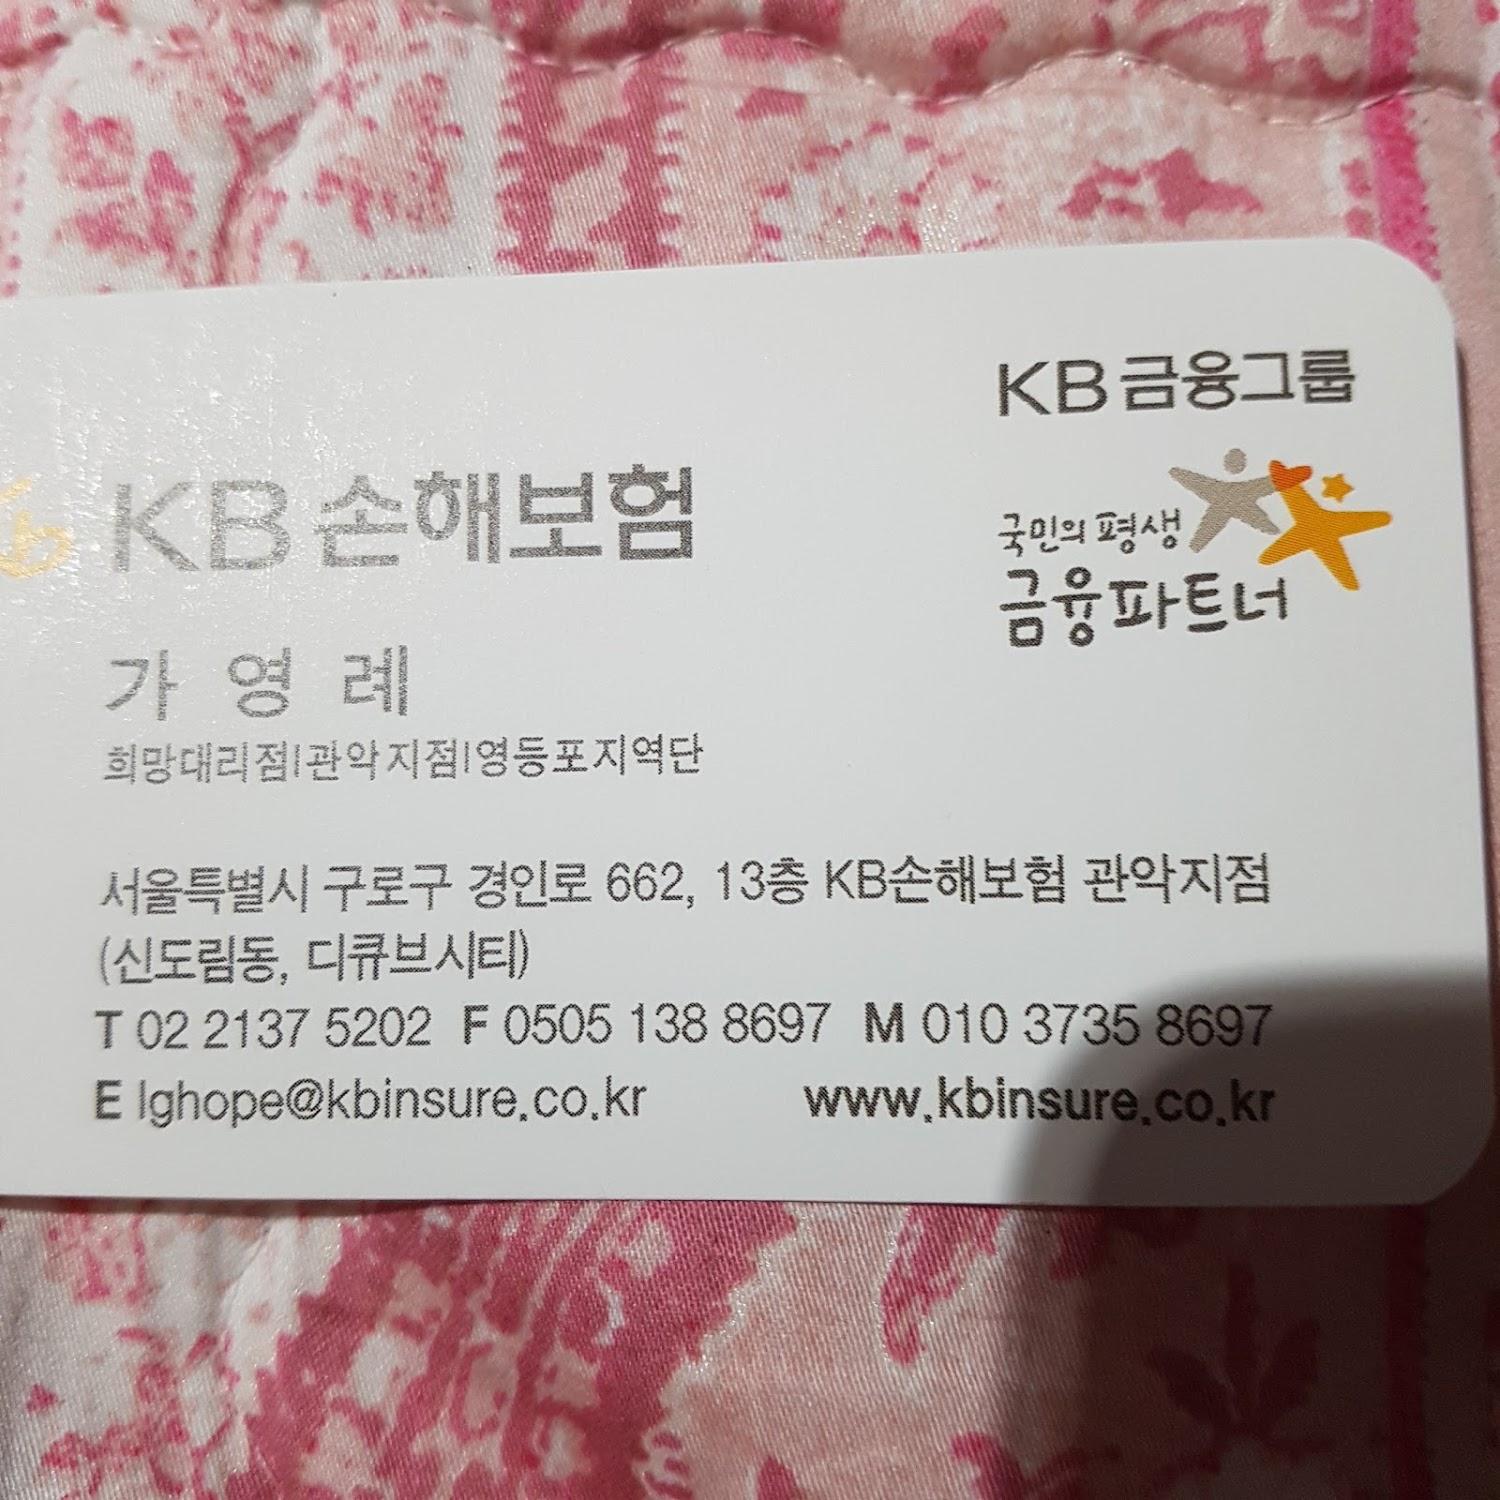 KB금융그룹
국민의 평생
금융파트너
KB손해보험
가 영 례
희망대리점|관악지점|영등포지역단
서울특별시 구로구 경인로 662, 13층 KB손해보험 관악지점
(신도림동, 디큐브시티)
T 02 2137 5202 F 0505 138 8697 M 010 3735 8697
E lghope@kbinsure.co.kr www.kbinsure.co.kr